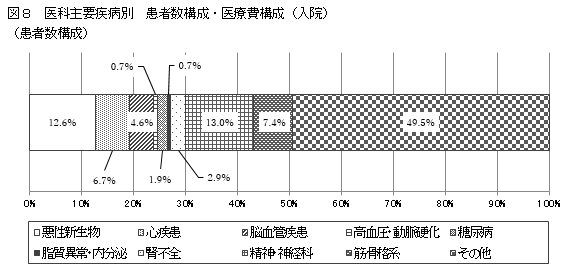 図8 医科主要疾病別 患者数構成・医療費構成（入院）
（患者数構成）
0.7%
0.7%
12.6%
4.6%
13.0%
7.4%
49.5%
6.7%
1.9%
2.9%
0% 10% 20% 30% 40% 50% 60% 70% 80% 90% 100%
悪性新生物 心疾患 脳血管疾患 高血圧・動脈硬化 糖尿病
脂質異常・内分泌 腎不全 精神・神経科 筋骨格系 その他